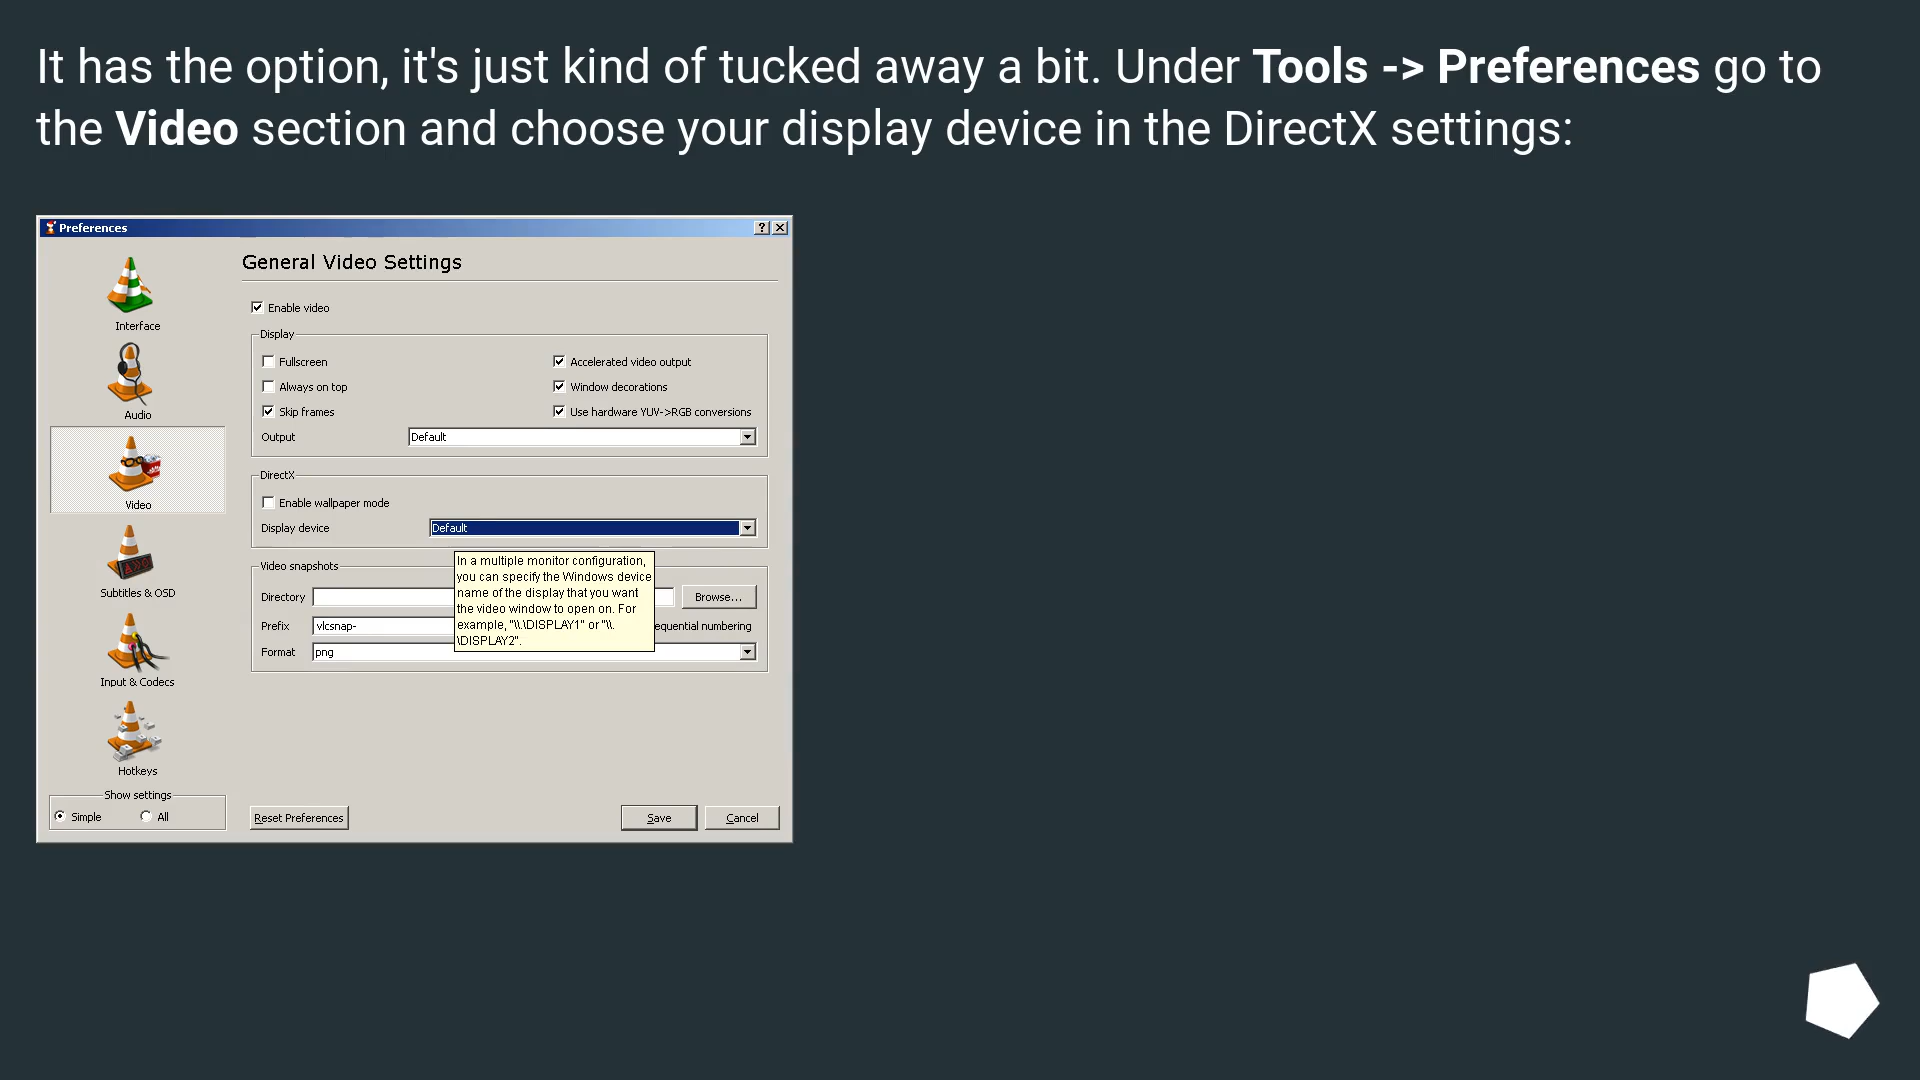 It has the option, it's just kind of tucked away a bit. Under Tools -> Preferences go to
the Video section and choose your display device in the DirectX settings:
Preferences
Interface
Audio
Video
Subtitles & OSD
Input & Codecs
Hotkeys
Show settings
Simple All
General Video Settings
Enable video
Display
Fullscreen Accelerated video output
Always on top Window decorations
Skip frames Use hardware YUV->RGB conversions
Output Default
DirectX
Enable wallpaper mode
Display device Default
In a multiple monitor configuration,
you can specify the Windows device
name of the display that you want
the video window to open on. For
example, "\\.\DISPLAY1" or "\\.
\DISPLAY2".
Video snapshots
Directory Browse...
Prefix vlcsnap- equential numbering
Format png
Reset Preferences Save Cancel